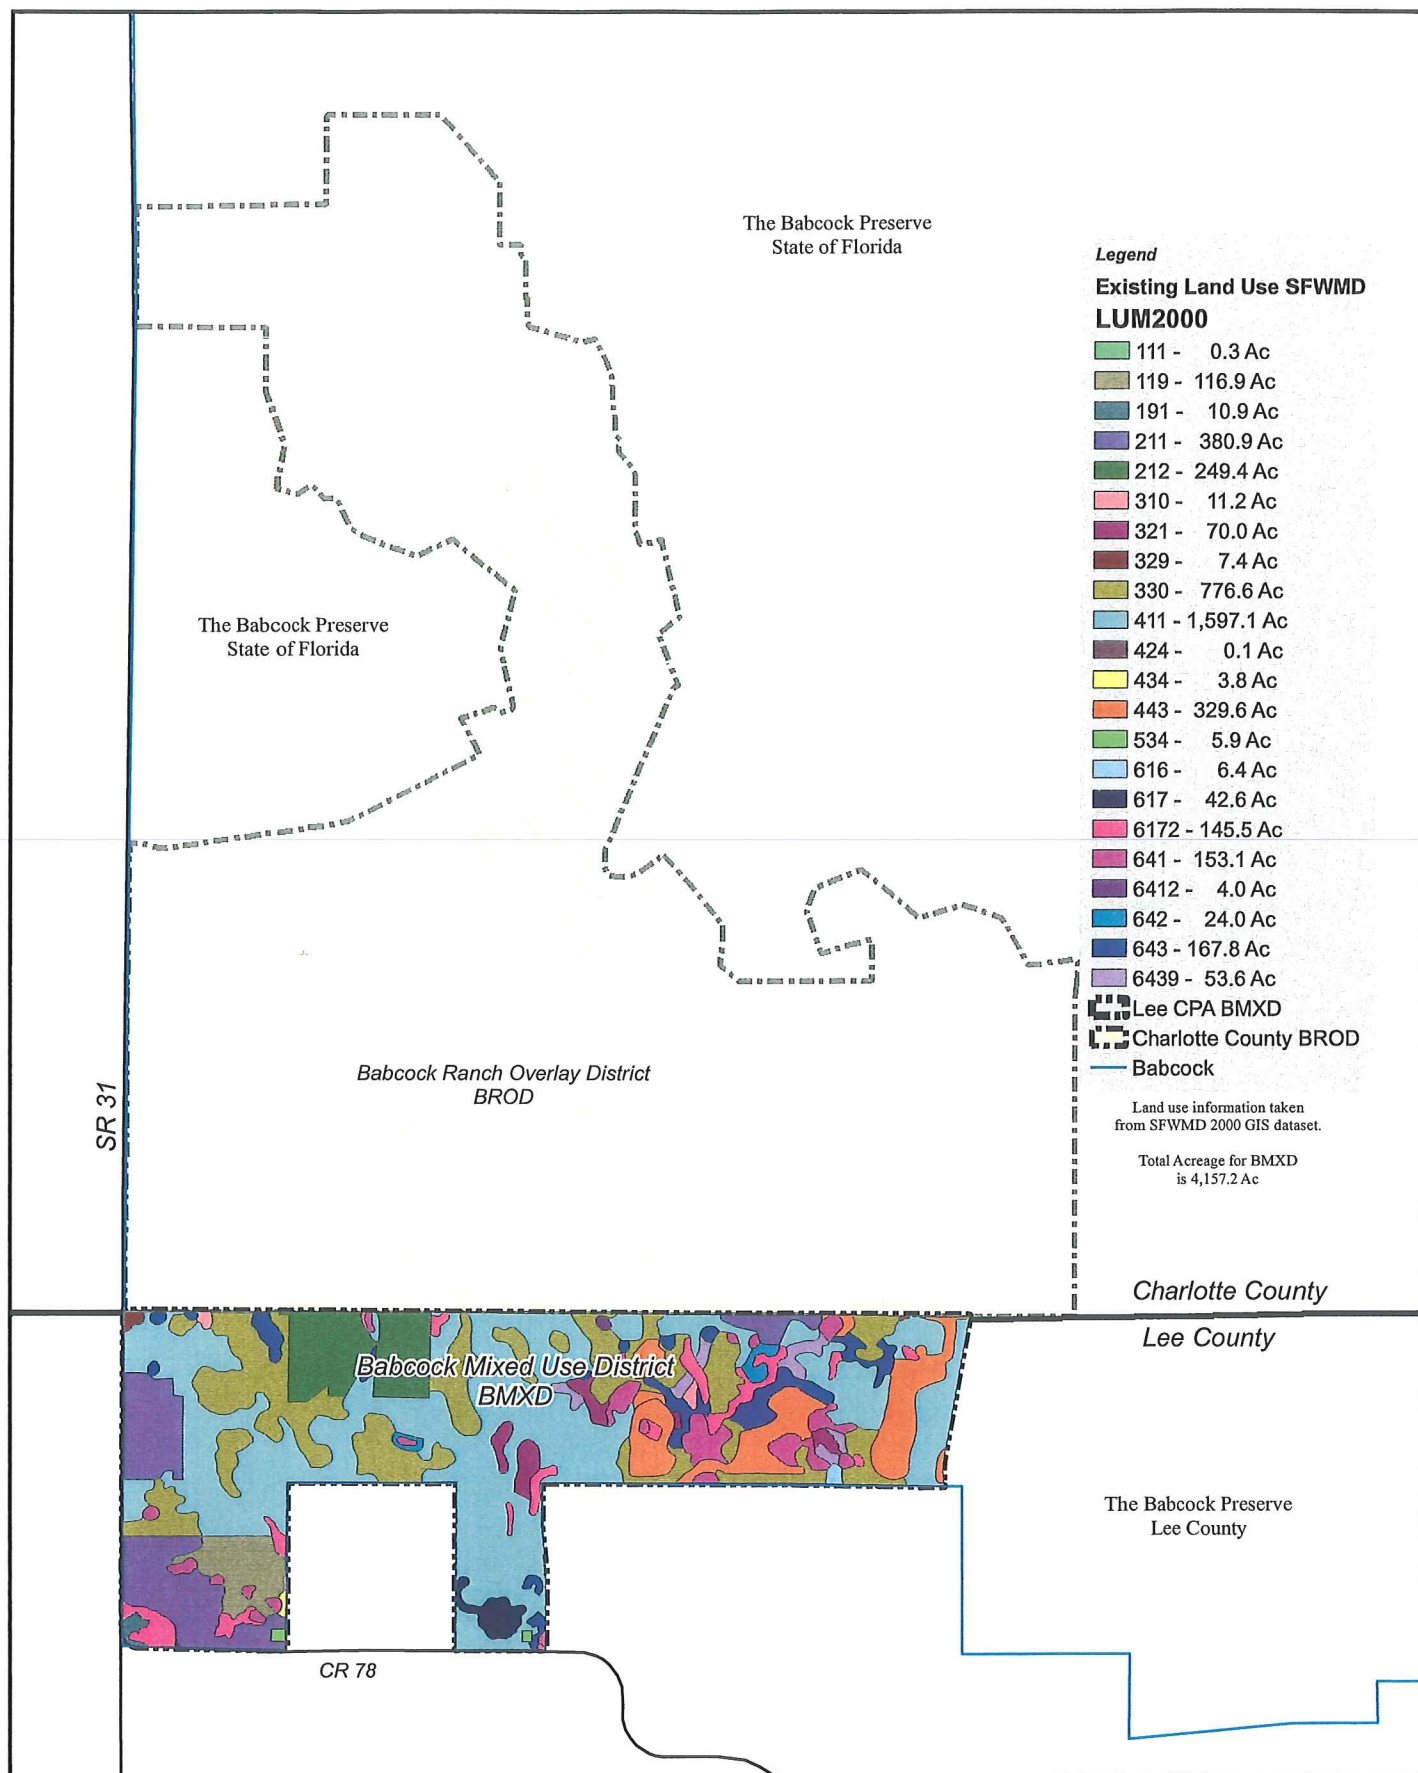 The Babcock Preserve
State of Florida
Legend
Existing Land Use SFWMD
LUM2000
111 - 0.3 Ac
119 - 116.9 Ac
191 - 10.9 Ac
211 - 380.9 Ac
212 - 249.4 Ac
310 - 11.2 Ac
321 - 70.0 Ac
329 - 7.4 Ac
330 - 776.6 Ac
411 - 1,597.1 Ac
424 - 0.1 Ac
434 - 3.8 Ac
443 - 329.6 Ac
534 - 5.9 Ac
616 - 6.4 Ac
617 - 42.6 Ac
6172 - 145.5 Ac
641 - 153.1 Ac
6412 - 4.0 Ac
642 - 24.0 Ac
643 - 167.8 Ac
6439 - 53.6 Ac
Lee CPA BMXD
Charlotte County BROD
Babcock
Land use information taken
from SFWMD 2000 GIS dataset.
Total Acreage for BMXD
is 4,157.2 Ac
The Babcock Preserve
State of Florida
Babcock Ranch Overlay District
BROD
SR 31
Charlotte County
Lee County
Babcock Mixed Use District
BMXD
The Babcock Preserve
Lee County
CR 78